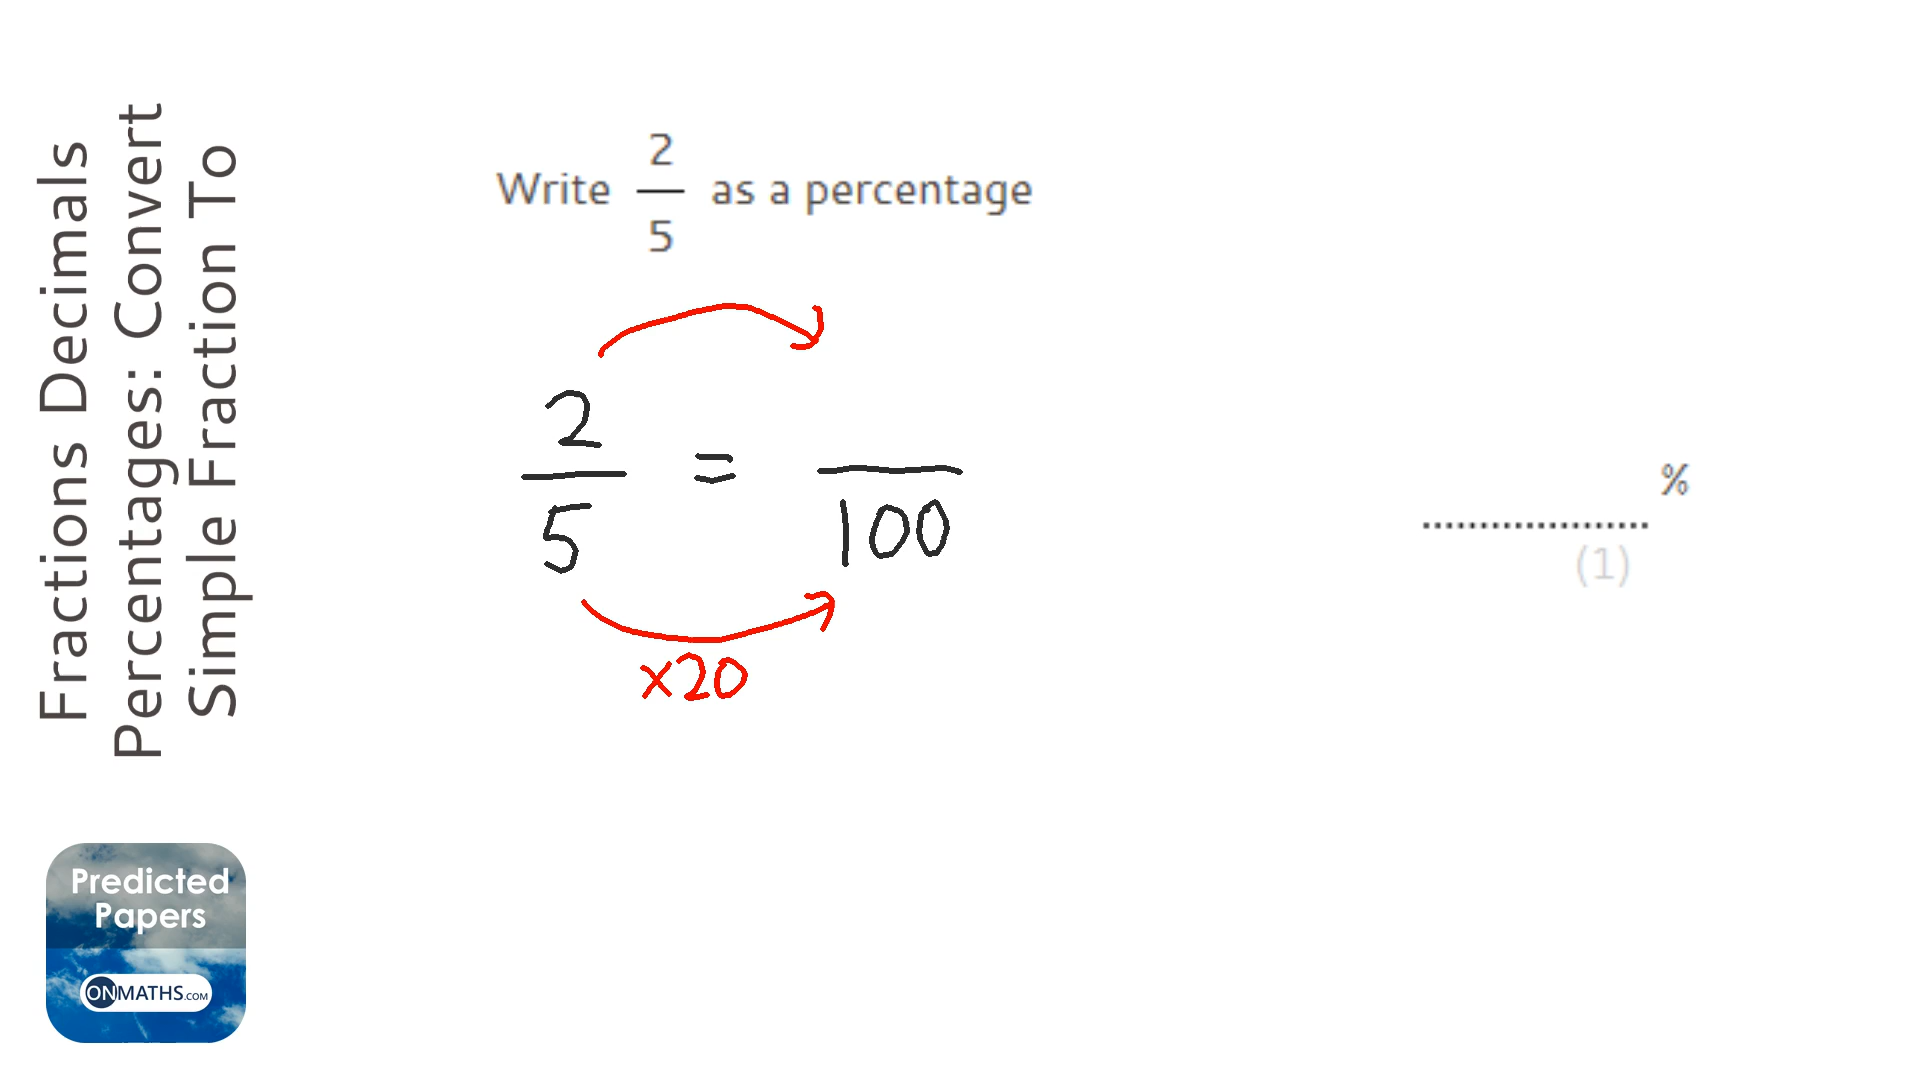 Fractions Decimals
Percentages: Convert
Simple Fraction To
Write 2/5 as a percentage
2/5 = /100
×20
%
(1)
Predicted
Papers
ONMATHS.COM